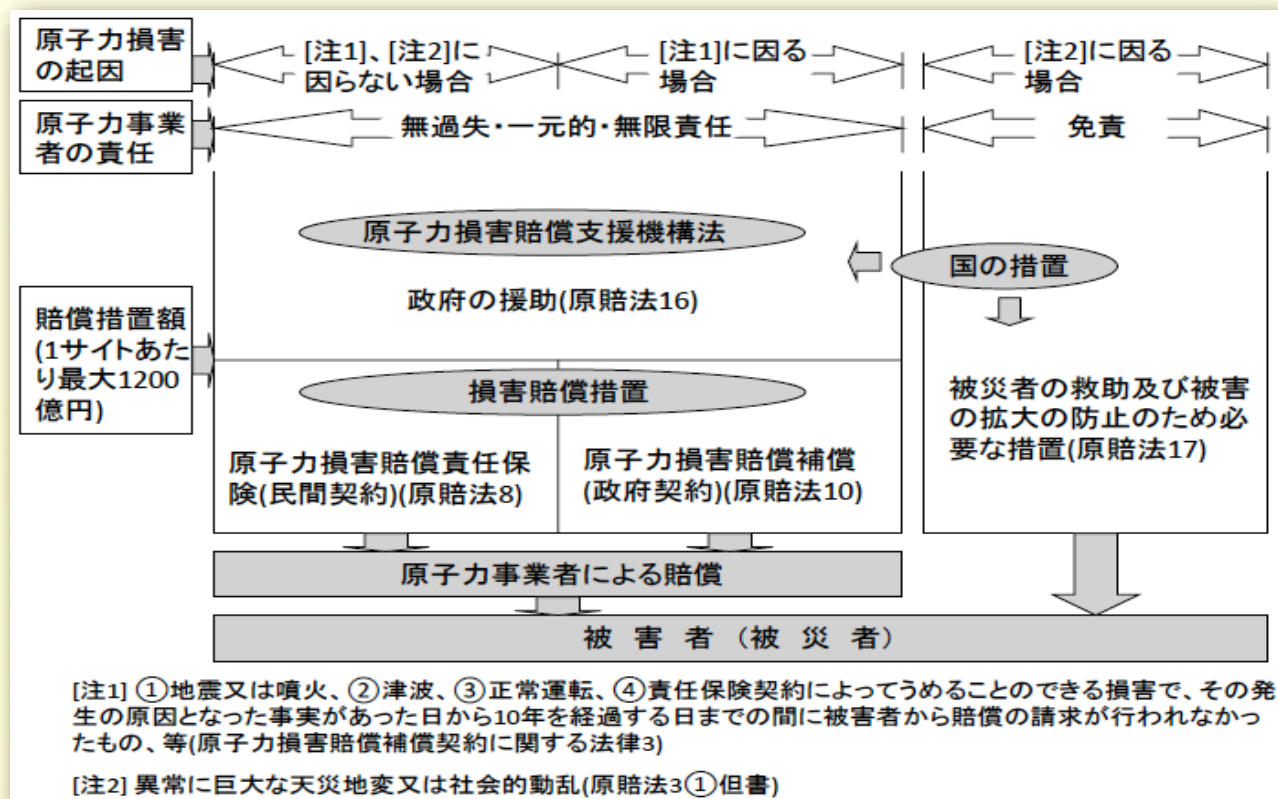 原子力損害
の起因
[注1]、[注2]に
因らない場合
[注1]に因る
場合
[注2]に因る
場合
原子力事業
者の責任
無過失・一元的・無限責任
免責
原子力損害賠償支援機構法
国の措置
政府の援助(原賠法16)
賠償措置額
(1サイトあた
り最大1200
億円)
損害賠償措置
被災者の救助及び被害
の拡大の防止のため必
要な措置(原賠法17)
原子力損害賠償責任保
険(民間契約)(原賠法8)
原子力損害賠償補償
(政府契約)(原賠法10)
原子力事業者による賠償
被 害 者 （被 災 者）
[注1] ①地震又は噴火、②津波、③正常運転、④責任保険契約によってうめることのできる損害で、その発
生の原因となった事実があった日から10年を経過する日までの間に被害者から賠償の請求が行われなかっ
たもの、等(原子力損害賠償補償契約に関する法律3)
[注2] 異常に巨大な天災地変又は社会的動乱(原賠法3①但書)